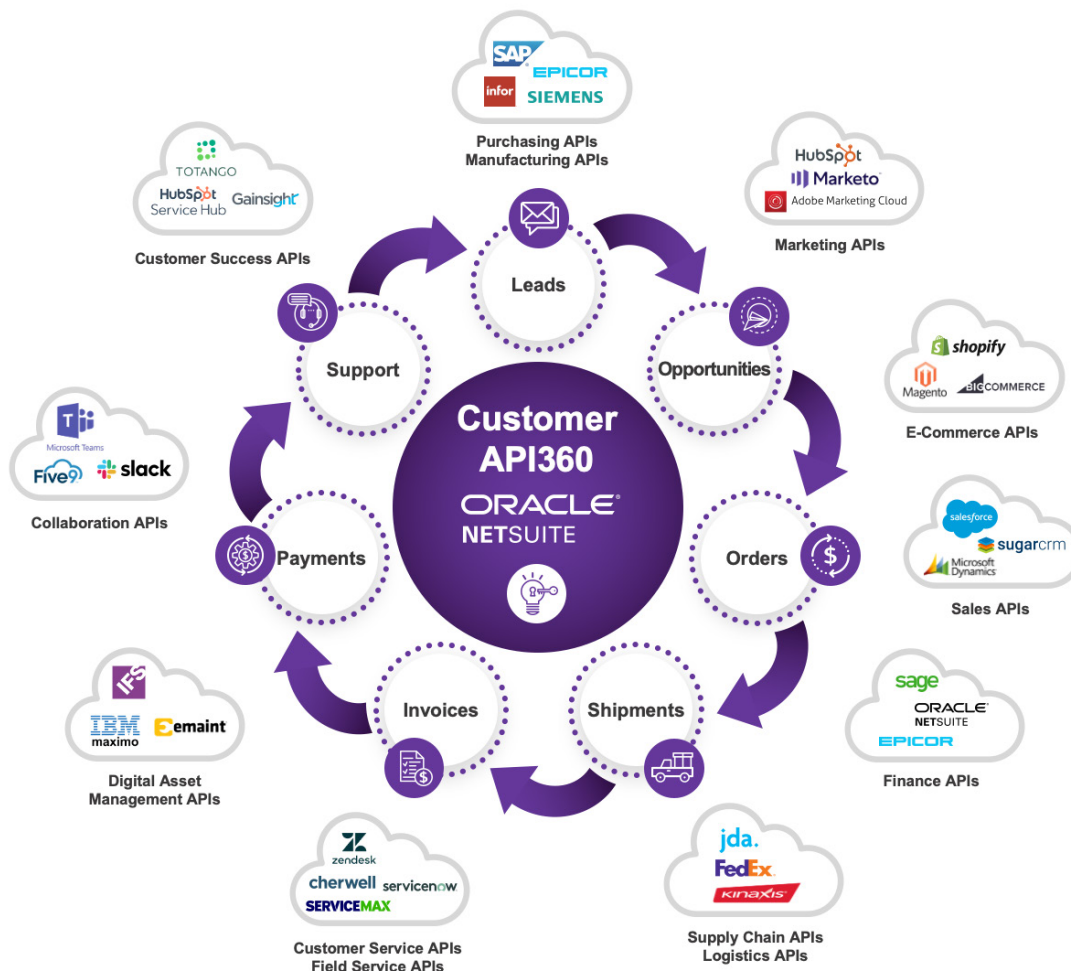 SAP
EPICOR
infor
SIEMENS
Purchasing APIs
Manufacturing APIs
TOTANGO
HubSpot
Service Hub
Gainsight
Customer Success APIs
HubSpot
Marketo
Adobe Marketing Cloud
Marketing APIs
Leads
Support
Opportunities
shopify
Magento
BIGCOMMERCE
E-Commerce APIs
Customer
API360
ORACLE
NETSUITE
Microsoft Teams
Five9
slack
Collaboration APIs
salesforce
sugarcrm
Microsoft
Dynamics
Sales APIs
Payments
Orders
$
IFS
IBM
maximo
emaint
Digital Asset
Management APIs
Invoices
Shipments
sage
ORACLE
NETSUITE
EPICOR
Finance APIs
zendesk
cherwell
servicenow
SERVICEMAX
Customer Service APIs
Field Service APIs
jda.
FedEx
KINAXIS
Supply Chain APIs
Logistics APIs